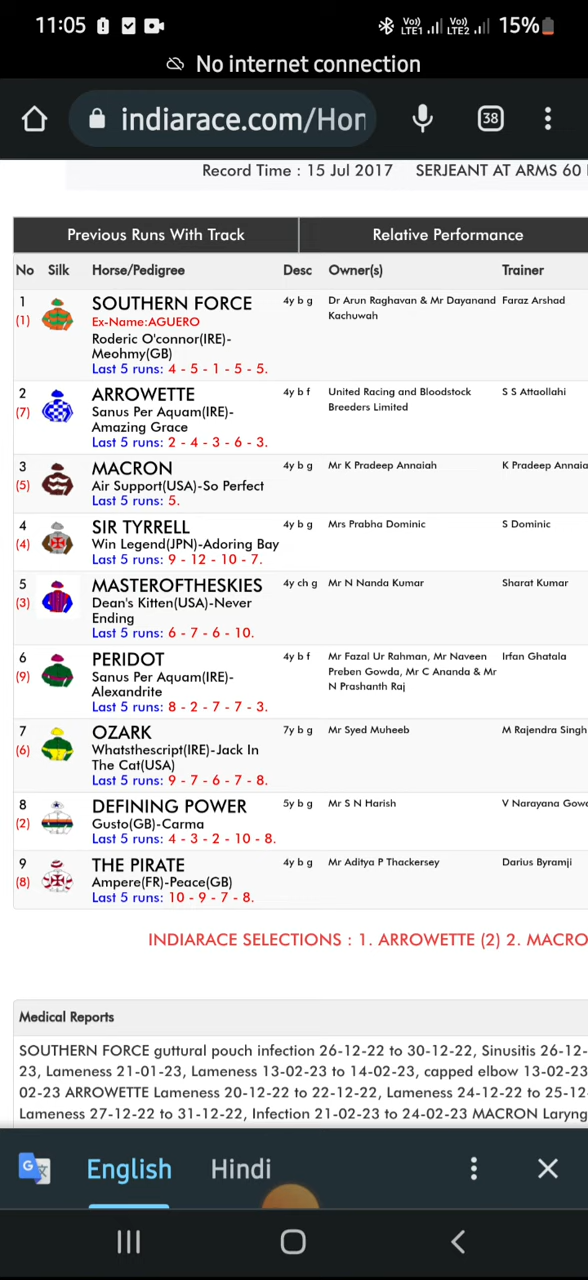 11:05 Vo) LTE1 Vo) LTE2 15%
No internet connection
indiarace.com/Hor 38
Record Time : 15 Jul 2017 SERJEANT AT ARMS 60
Previous Runs With Track Relative Performance
No Silk Horse/Pedigree Desc Owner(s) Trainer
1 SOUTHERN FORCE 4y b g Dr Arun Raghavan & Mr Dayanand Faraz Arshad
(1) Ex-Name:AGUERO Kachuwah
Roderic O'connor(IRE)-
Meohmy(GB)
Last 5 runs: 4 - 5 - 1 - 5 - 5.
2 ARROWETTE 4y b f United Racing and Bloodstock S S Attaollahi
(7) Sanus Per Aquam(IRE)- Breeders Limited
Amazing Grace
Last 5 runs: 2 - 4 - 3 - 6 - 3.
3 MACRON 4y b g Mr K Pradeep Annaiah K Pradeep Annaia
(5) Air Support(USA)-So Perfect
Last 5 runs: 5.
4 SIR TYRRELL 4y b g Mrs Prabha Dominic S Dominic
(4) Win Legend(JPN)-Adoring Bay
Last 5 runs: 9 - 12 - 10 - 7.
5 MASTEROFTHESKIES 4y ch g Mr N Nanda Kumar Sharat Kumar
(3) Dean's Kitten(USA)-Never
Ending
Last 5 runs: 6 - 7 - 6 - 10.
6 PERIDOT 4y b f Mr Fazal Ur Rahman, Mr Naveen Irfan Ghatala
(9) Sanus Per Aquam(IRE)- Preben Gowda, Mr C Ananda & Mr
Alexandrite N Prashanth Raj
Last 5 runs: 8 - 2 - 7 - 7 - 3.
7 OZARK 7y b g Mr Syed Muheeb M Rajendra Singh
(6) Whatsthescript(IRE)-Jack In
The Cat(USA)
Last 5 runs: 9 - 7 - 6 - 7 - 8.
8 DEFINING POWER 5y b g Mr S N Harish V Narayana Gow
(2) Gusto(GB)-Carma
Last 5 runs: 4 - 3 - 2 - 10 - 8.
9 THE PIRATE 4y b g Mr Aditya P Thackersey Darius Byramji
(8) Ampere(FR)-Peace(GB)
Last 5 runs: 10 - 9 - 7 - 8.
INDIARACE SELECTIONS : 1. ARROWETTE (2) 2. MACRO
Medical Reports
SOUTHERN FORCE guttural pouch infection 26-12-22 to 30-12-22, Sinusitis 26-12-
23, Lameness 21-01-23, Lameness 13-02-23 to 14-02-23, capped elbow 13-02-23
02-23 ARROWETTE Lameness 20-12-22 to 22-12-22, Lameness 24-12-22 to 25-12-
Lameness 27-12-22 to 31-12-22, Infection 21-02-23 to 24-02-23 MACRON Laryng
English Hindi